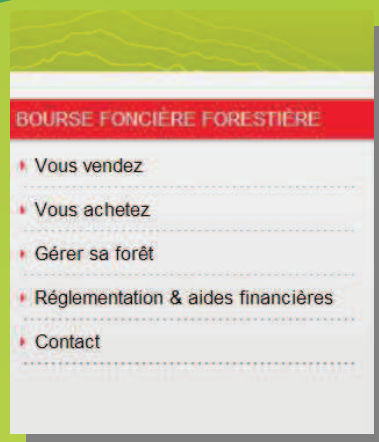 BOURSE FONCIÈRE FORESTIÈRE
Vous vendez
Vous achetez
Gérer sa forêt
Réglementation & aides financières
Contact